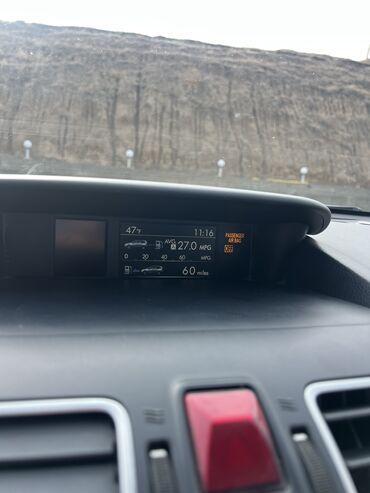 47°F 11:16
PASSENGER
AIR BAG
OFF
AVG A 27.0 MPG
0 20 40 60 MPG
60 miles